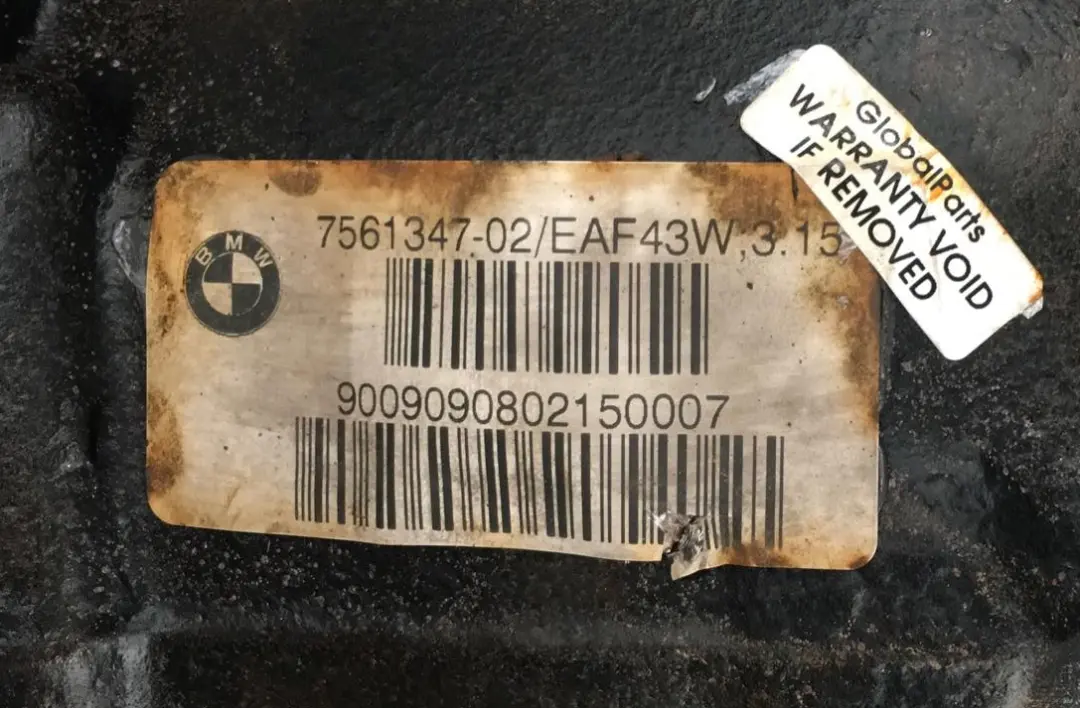 BMW
7561347-02/EAF43W,3.15
9009090802150007
GlobalParts
WARRANTY VOID
IF REMOVED